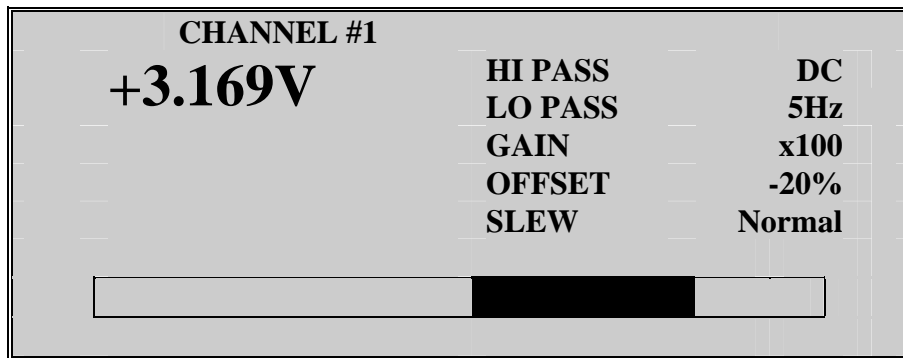 CHANNEL #1
+3.169V
HI PASS DC
LO PASS 5Hz
GAIN x100
OFFSET -20%
SLEW Normal